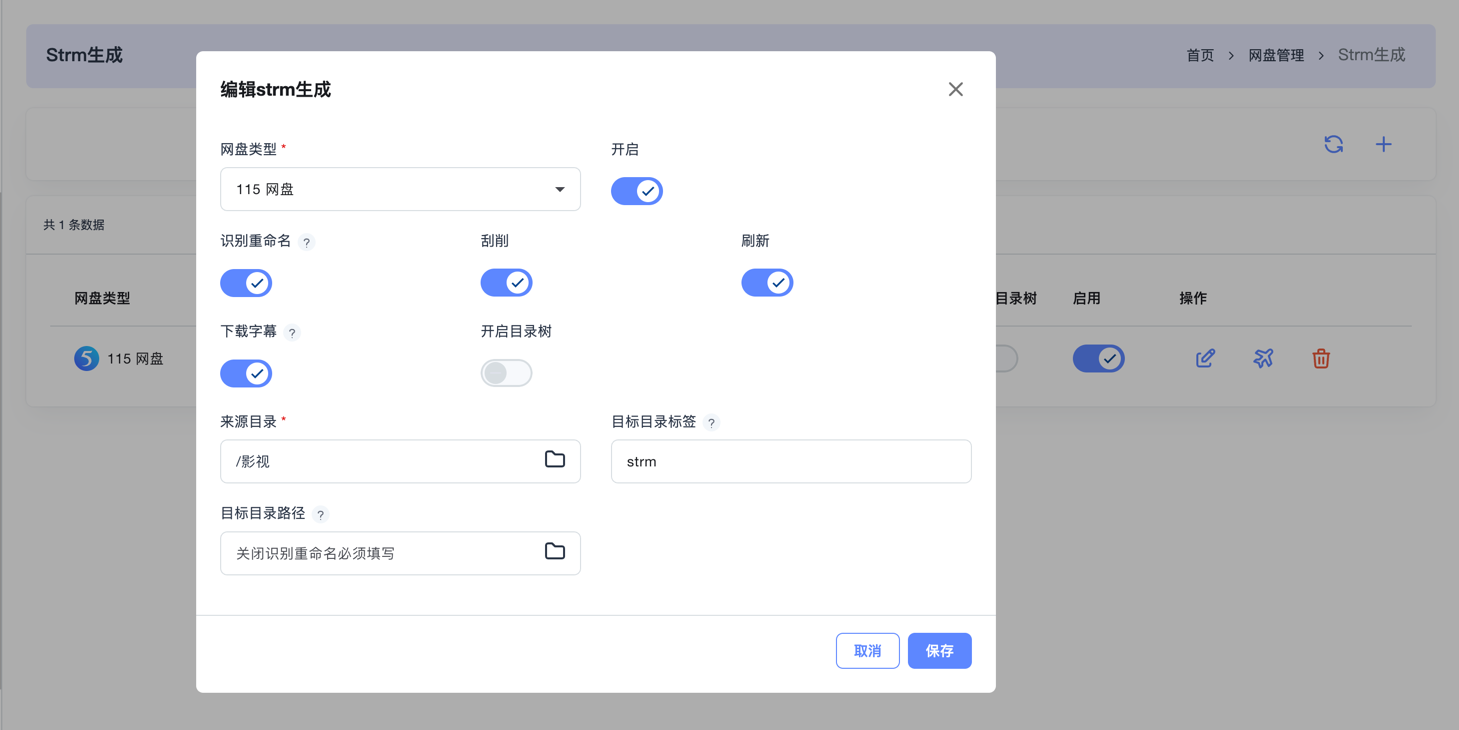 Strm生成
首页 > 网盘管理 > Strm生成
编辑strm生成
网盘类型 *
开启
115 网盘
共 1 条数据
识别重命名 ?
刮削
刷新
网盘类型
目录树
启用
操作
下载字幕 ?
开启目录树
115 网盘
来源目录 *
目标目录标签 ?
/影视
strm
目标目录路径 ?
关闭识别重命名必须填写
取消
保存